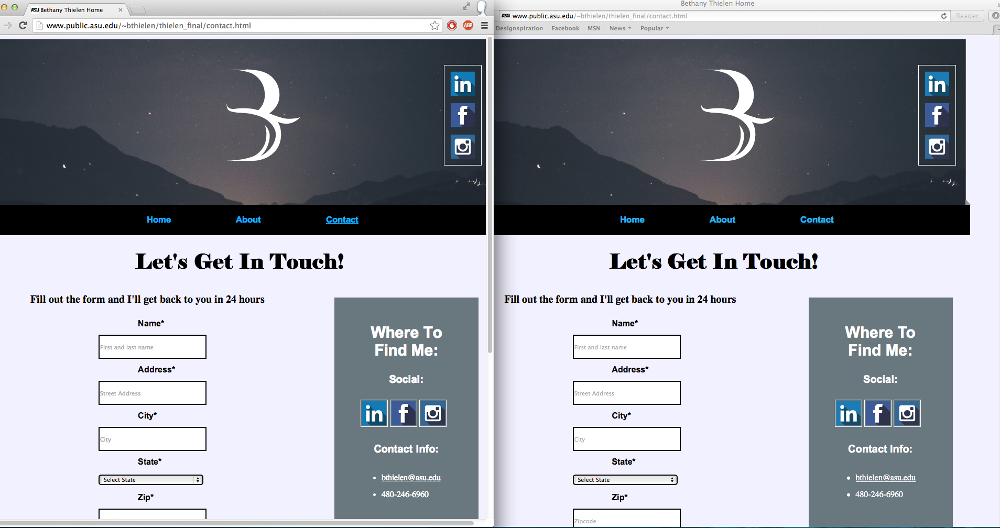 ASU Bethany Thielen Home
www.public.asu.edu/~bthielen/thielen_final/contact.html
ABP
in
f
Home About Contact
Let's Get In Touch!
Fill out the form and I'll get back to you in 24 hours
Name*
First and last name
Address*
Street Address
City*
City
State*
Select State
Zip*
Where To
Find Me:
Social:
in f
Contact Info:
bthielen@asu.edu
480-246-6960
Bethany Thielen Home
ASU www.public.asu.edu/~bthielen/thielen_final/contact.html Reader
Designspiration Facebook MSN News Popular
in
f
Home About Contact
Let's Get In Touch!
Fill out the form and I'll get back to you in 24 hours
Name*
First and last name
Address*
Street Address
City*
City
State*
Select State
Zip*
Zipcode
Where To
Find Me:
Social:
in f
Contact Info:
bthielen@asu.edu
480-246-6960